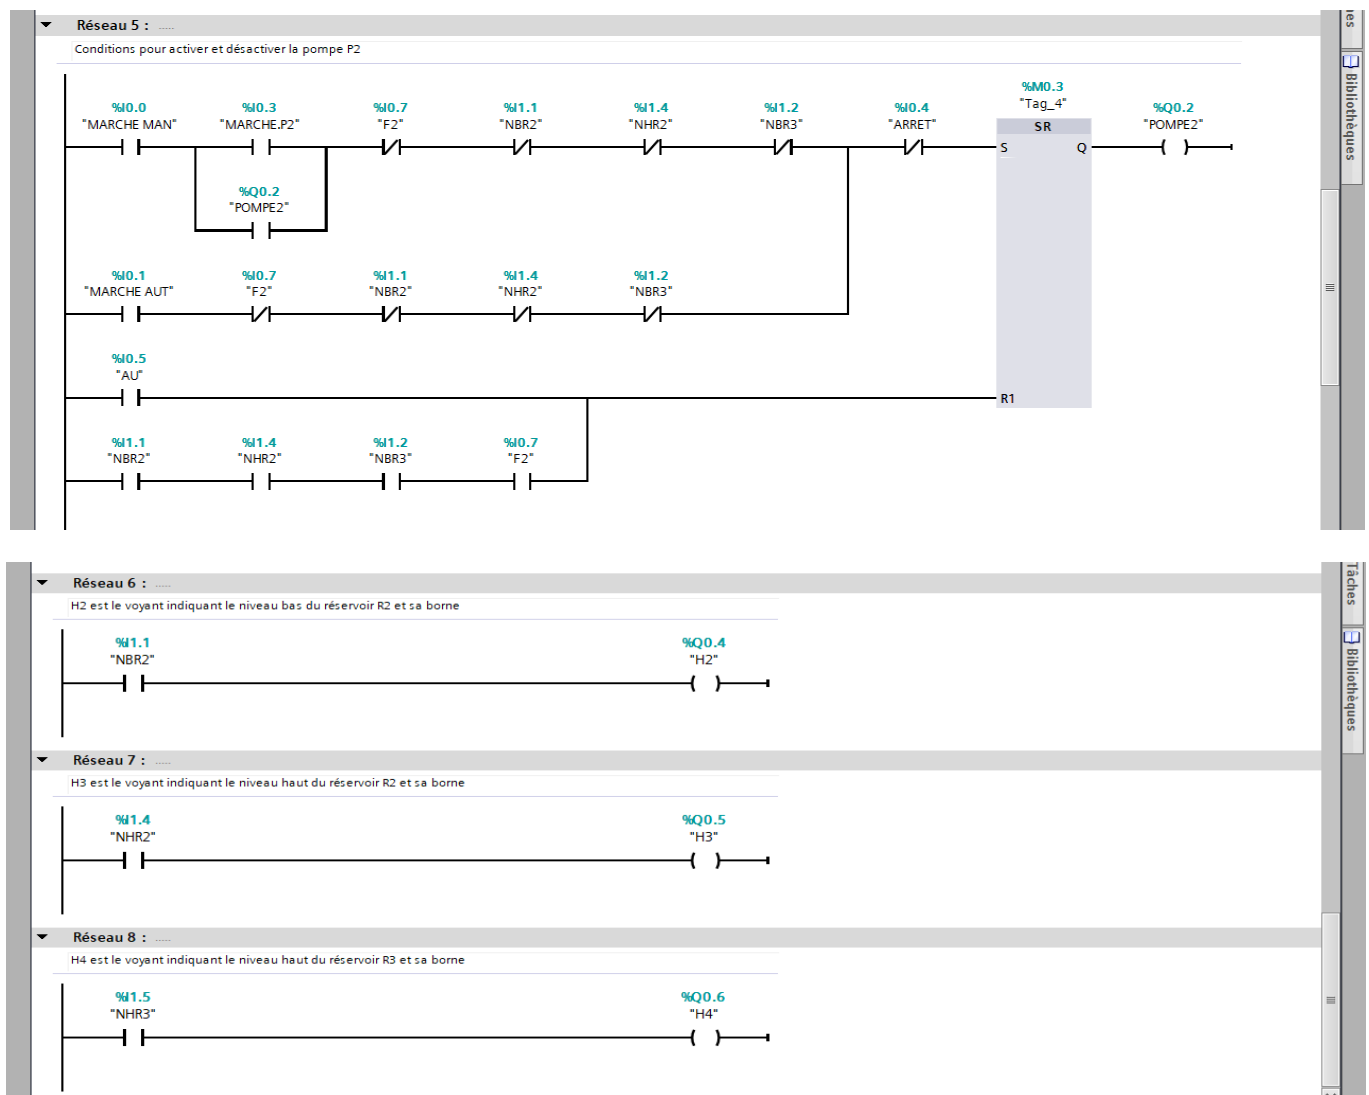 Réseau 5 : .....
Conditions pour activer et désactiver la pompe P2
%M0.3
"Tag_4"
%I0.0 %I0.3 %I0.7 %I1.1 %I1.4 %I1.2 %I0.4 %Q0.2
"MARCHE MAN" "MARCHE.P2" "F2" "NBR2" "NHR2" "NBR3" "ARRET" "POMPE2"
SR
S Q
%Q0.2
"POMPE2"
%I0.1 %I0.7 %I1.1 %I1.4 %I1.2
"MARCHE AUT" "F2" "NBR2" "NHR2" "NBR3"
%I0.5
"AU"
R1
%I1.1 %I1.4 %I1.2 %I0.7
"NBR2" "NHR2" "NBR3" "F2"
Bibliothèques
Réseau 6 : .....
H2 est le voyant indiquant le niveau bas du réservoir R2 et sa borne
%I1.1 %Q0.4
"NBR2" "H2"
Réseau 7 : .....
H3 est le voyant indiquant le niveau haut du réservoir R2 et sa borne
%I1.4 %Q0.5
"NHR2" "H3"
Réseau 8 : .....
H4 est le voyant indiquant le niveau haut du réservoir R3 et sa borne
%I1.5 %Q0.6
"NHR3" "H4"
Tâches
Bibliothèques